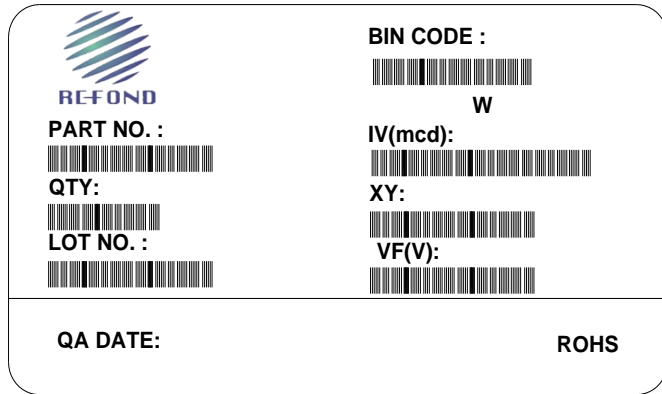 REFOND
PART NO. :
QTY:
LOT NO. :
BIN CODE :
W
IV(mcd):
XY:
VF(V):
QA DATE:
ROHS